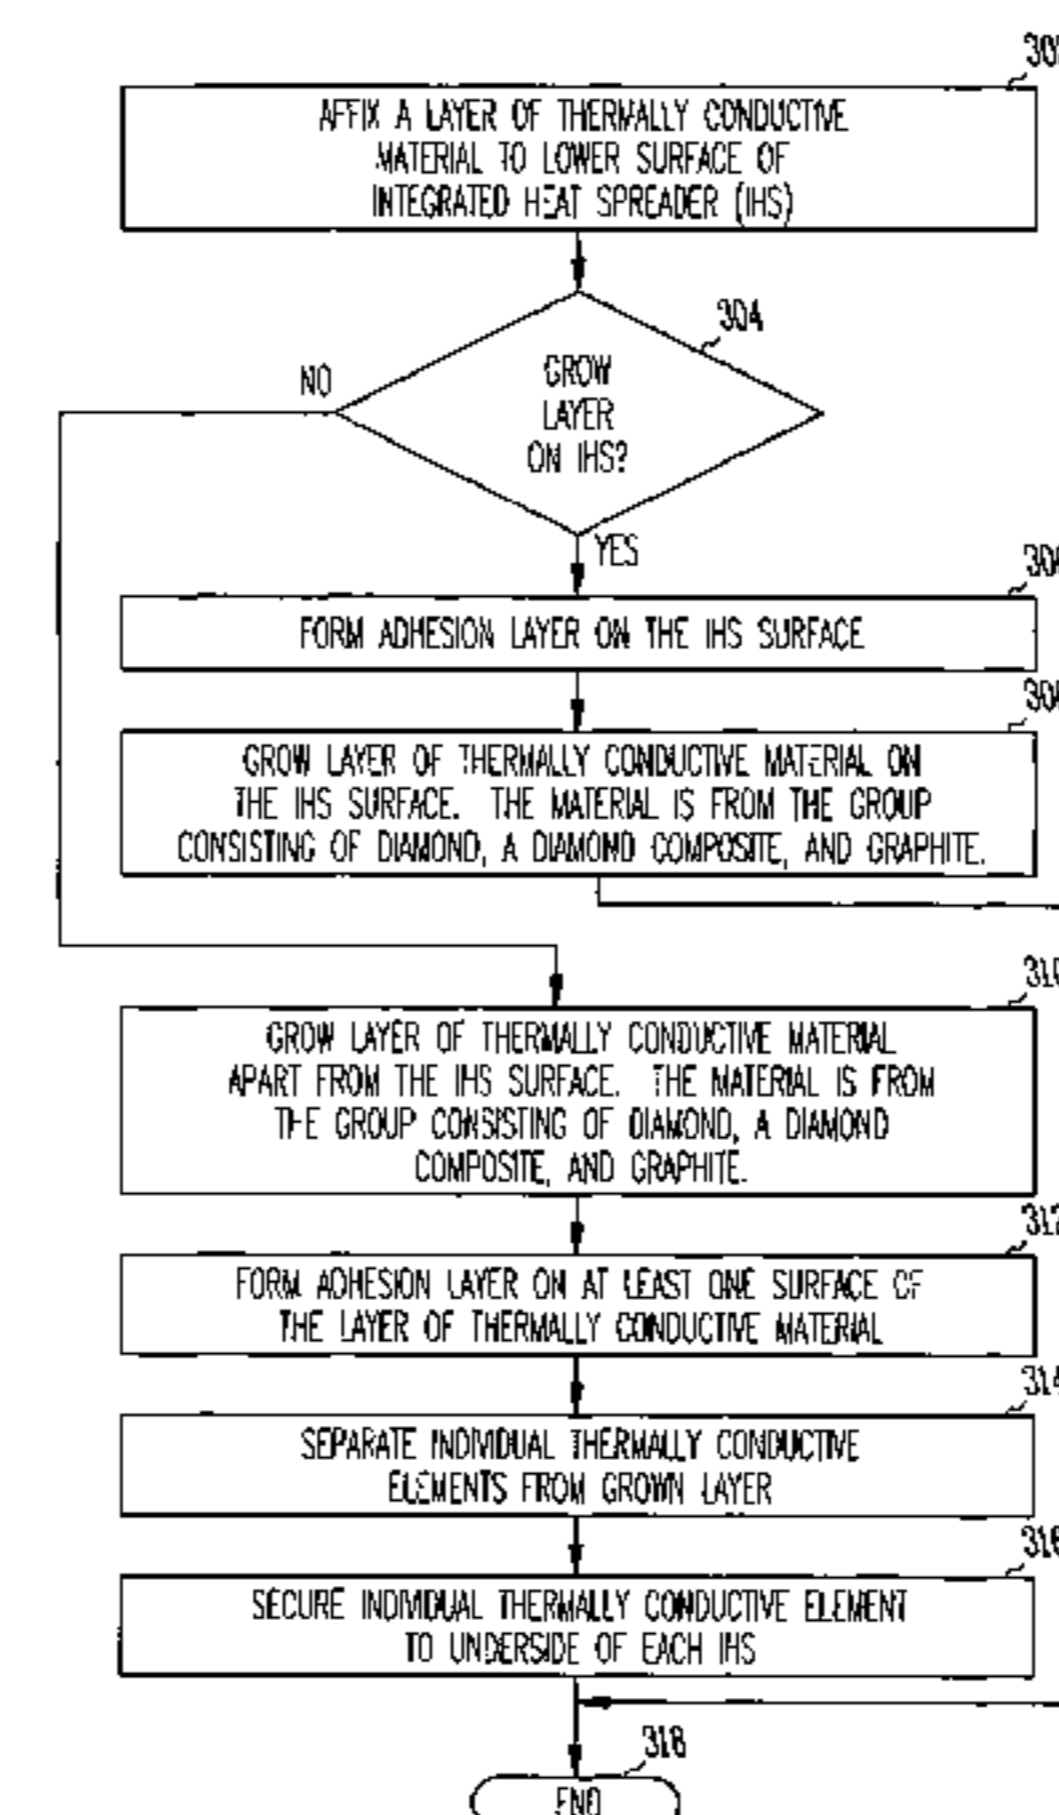 AFFIX A LAYER OF THERMALLY CONDUCTIVE
MATERIAL TO LOWER SURFACE OF
INTEGRATED HEAT SPREADER (IHS)
304
GROW
LAYER
ON IHS?
NO
YES
FORM ADHESION LAYER ON THE IHS SURFACE
GROW LAYER OF THERMALLY CONDUCTIVE MATERIAL ON
THE IHS SURFACE. THE MATERIAL IS FROM THE GROUP
CONSISTING OF DIAMOND, A DIAMOND COMPOSITE, AND GRAPHITE.
310
GROW LAYER OF THERMALLY CONDUCTIVE MATERIAL
APART FROM THE IHS SURFACE. THE MATERIAL IS FROM
THE GROUP CONSISTING OF DIAMOND, A DIAMOND
COMPOSITE, AND GRAPHITE.
312
FORM ADHESION LAYER ON AT LEAST ONE SURFACE OF
THE LAYER OF THERMALLY CONDUCTIVE MATERIAL
314
SEPARATE INDIVIDUAL THERMALLY CONDUCTIVE
ELEMENTS FROM GROWN LAYER
316
SECURE INDIVIDUAL THERMALLY CONDUCTIVE ELEMENT
TO UNDERSIDE OF EACH IHS
318
END